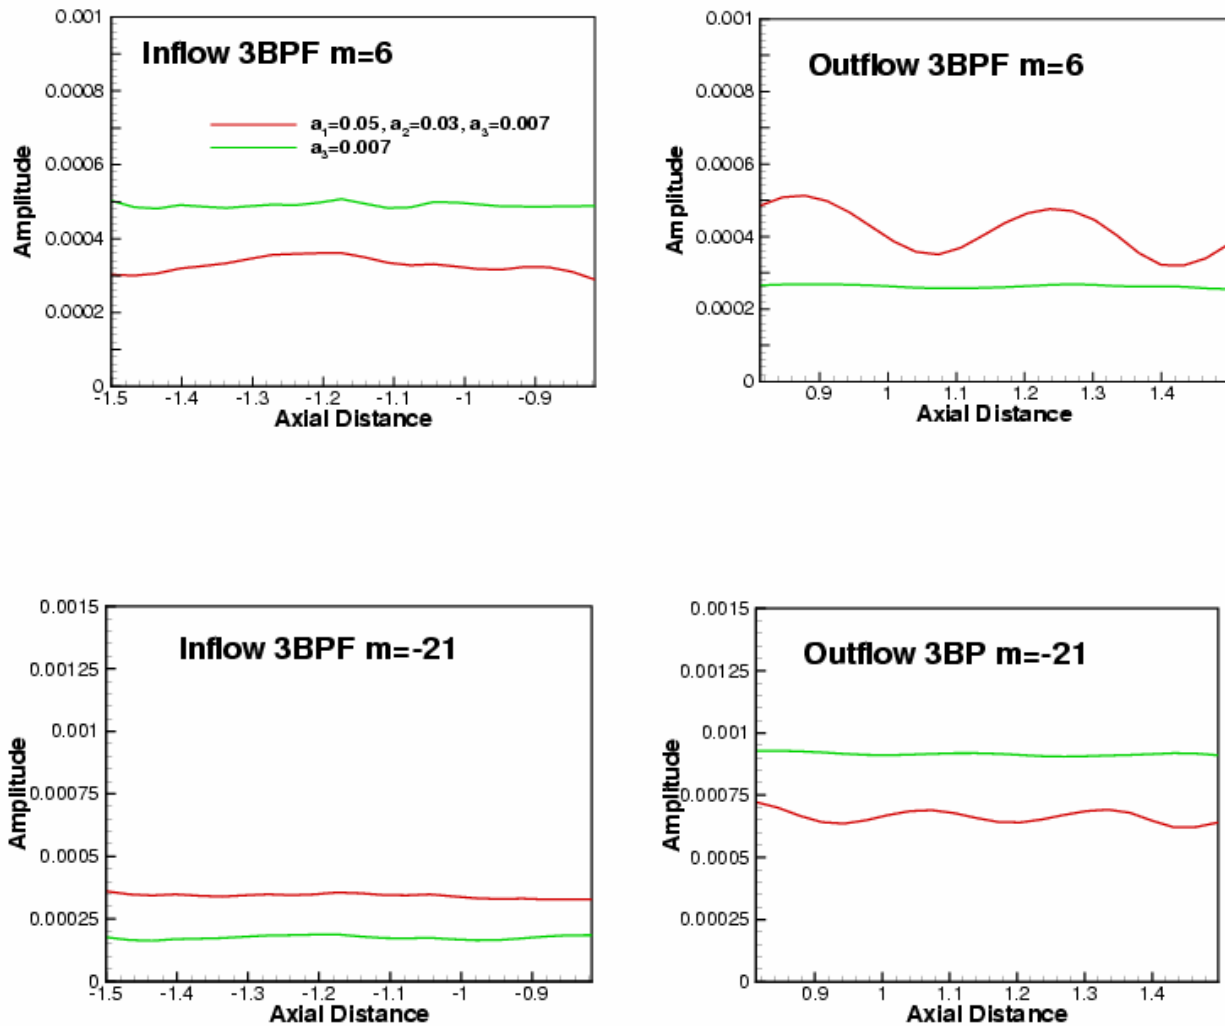 Inflow 3BPF m=6
a₁=0.05, a₂=0.03, a₃=0.007
a₃=0.007
Amplitude
0.001
0.0008
0.0006
0.0004
0.0002
0
-1.5 -1.4 -1.3 -1.2 -1.1 -1 -0.9
Axial Distance
Outflow 3BPF m=6
Amplitude
0.001
0.0008
0.0006
0.0004
0.0002
0
0.9 1 1.1 1.2 1.3 1.4
Axial Distance
Inflow 3BPF m=-21
Amplitude
0.0015
0.00125
0.001
0.00075
0.0005
0.00025
0
-1.5 -1.4 -1.3 -1.2 -1.1 -1 -0.9
Axial Distance
Outflow 3BP m=-21
Amplitude
0.0015
0.00125
0.001
0.00075
0.0005
0.00025
0
0.9 1 1.1 1.2 1.3 1.4
Axial Distance